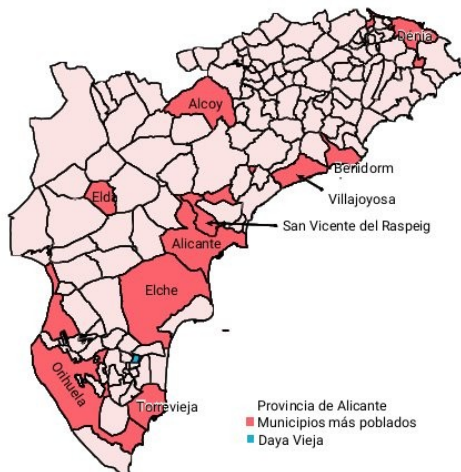 Dénia
Alcoy
Benidorm
Villajoyosa
Elda
San Vicente del Raspeig
Alicante
Elche
Orihuela
Torrevieja
Provincia de Alicante
Municipios más poblados
Daya Vieja